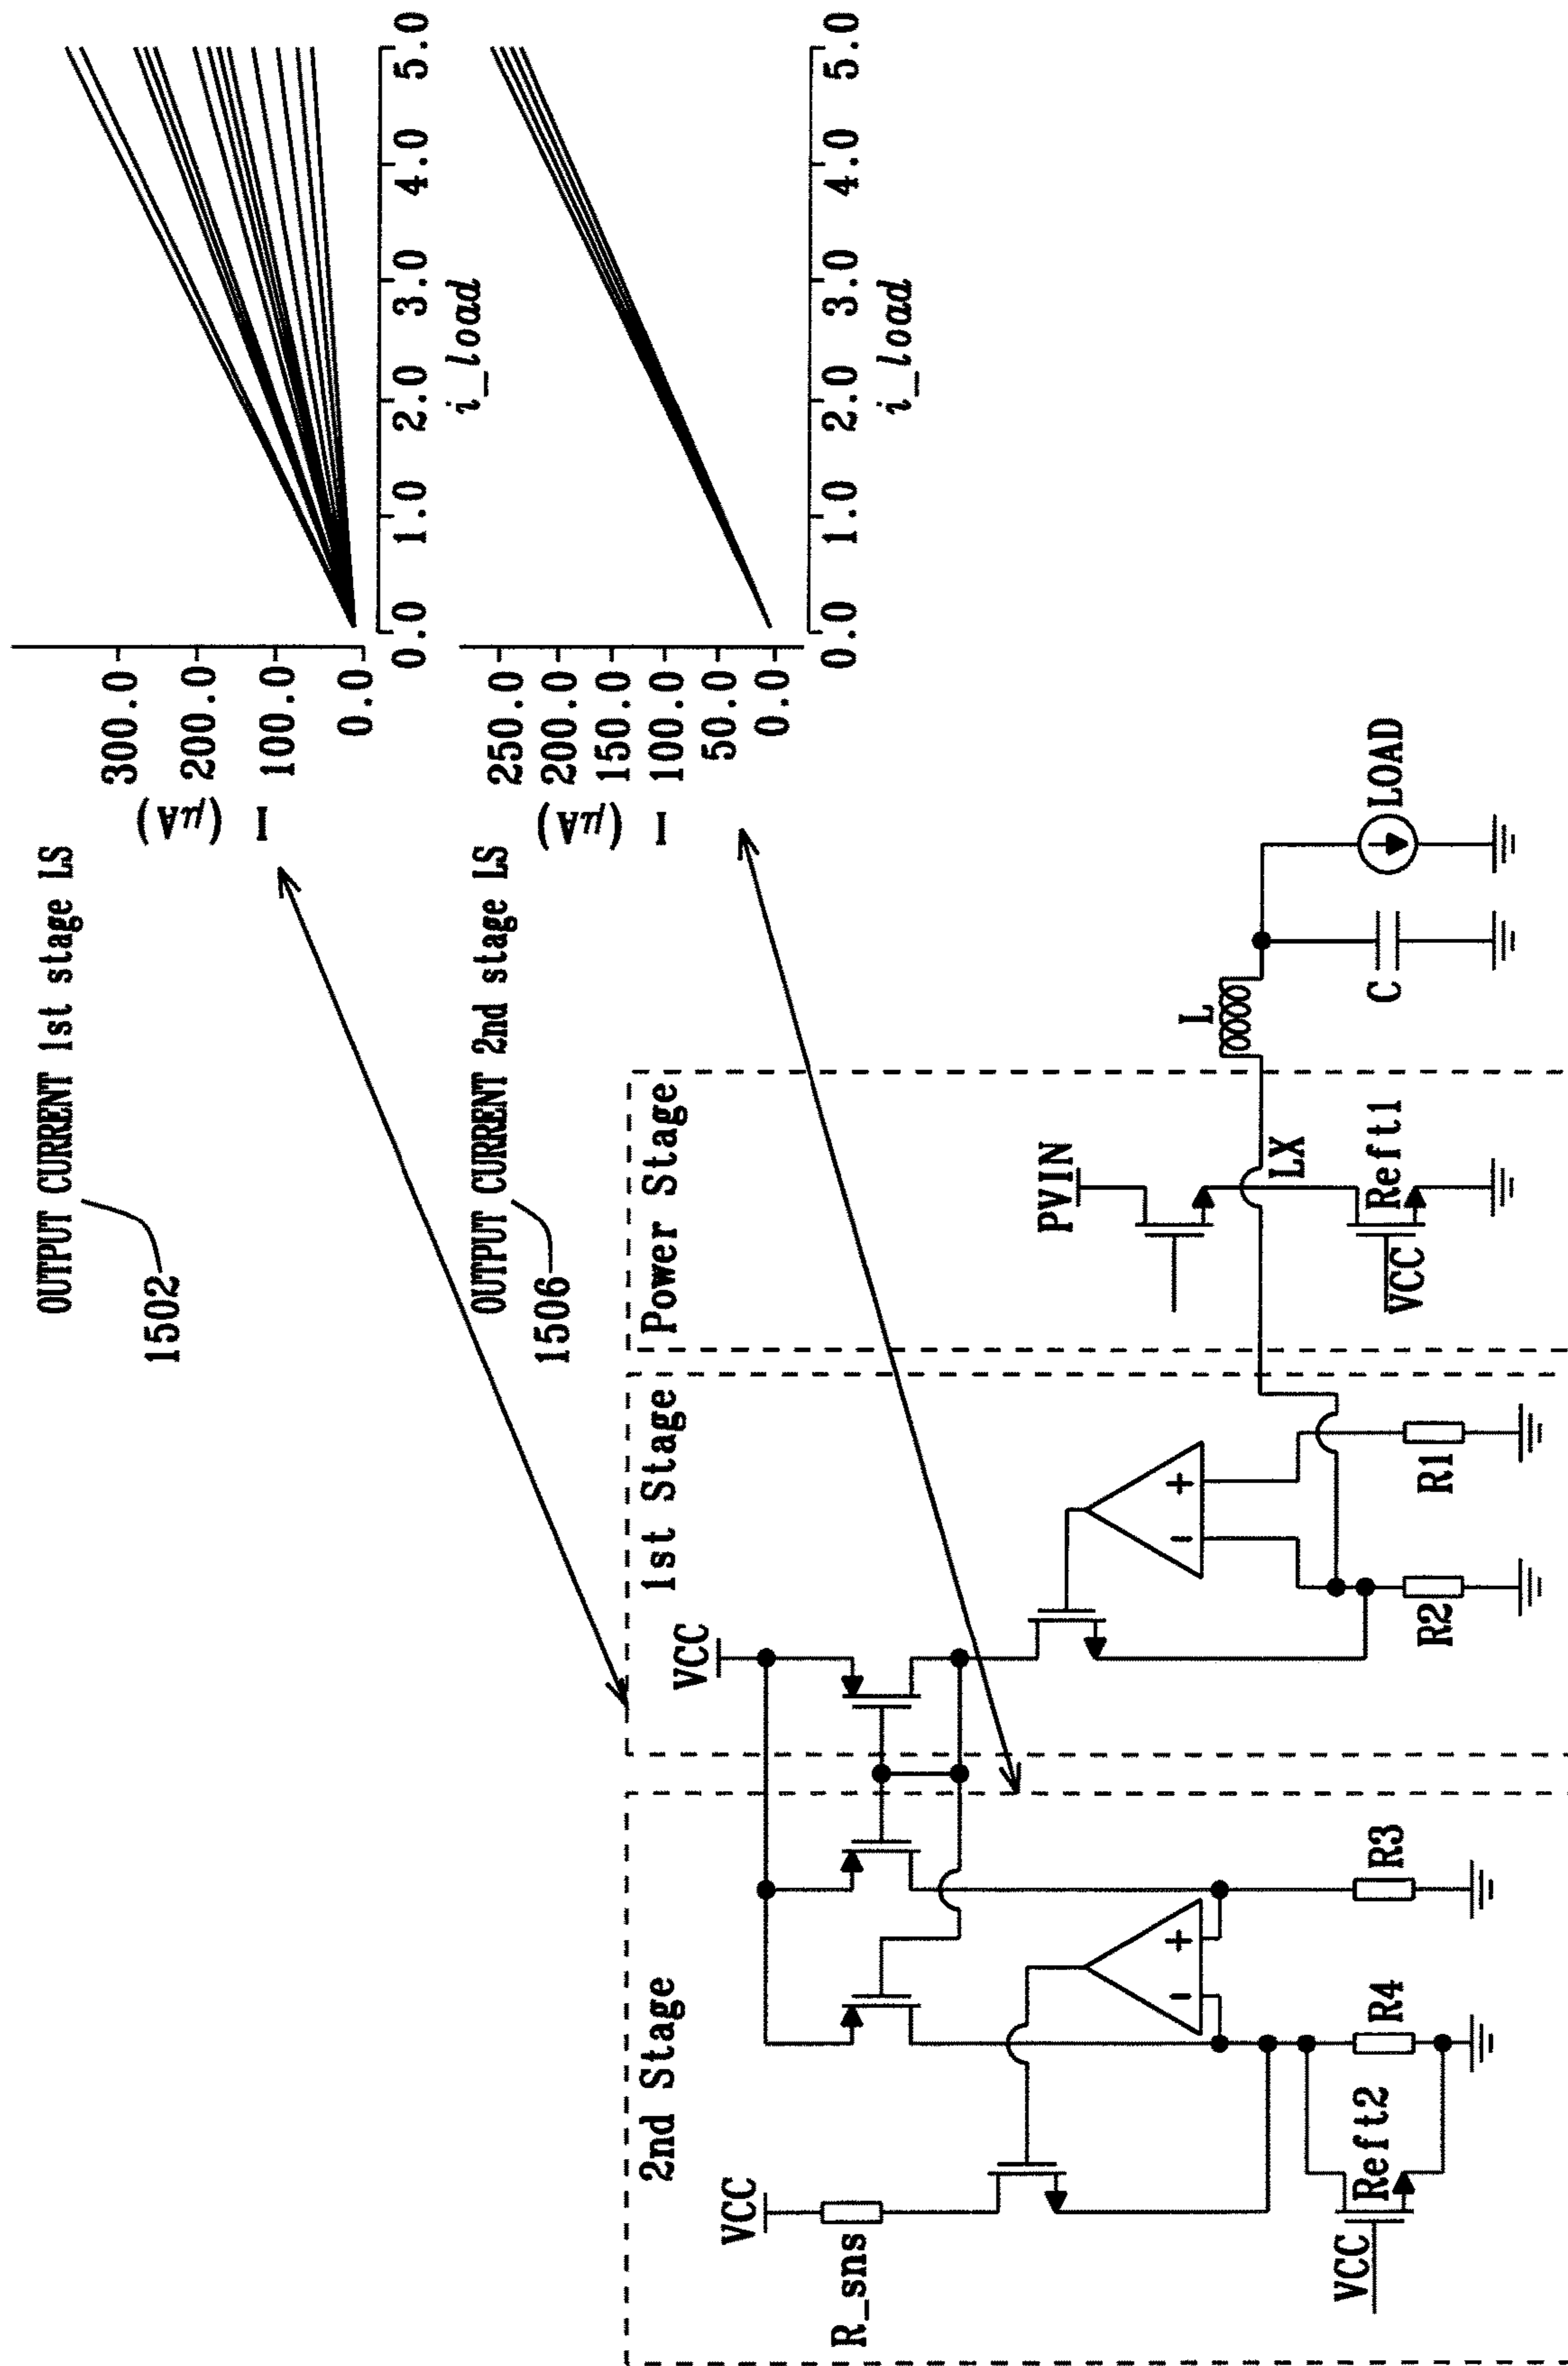 OUTPUT CURRENT 1st stage LS
1502
I (μA)
300.0
200.0
100.0
0.0
0.0 1.0 2.0 3.0 4.0 5.0
i_load
OUTPUT CURRENT 2nd stage LS
1506
I (μA)
250.0
200.0
150.0
100.0
50.0
0.0
0.0 1.0 2.0 3.0 4.0 5.0
i_load
2nd Stage
VCC
R_sns
VCC
Reft2
R4
R3
- +
1st Stage
VCC
- +
R2
R1
Power Stage
PVIN
LX
VCC
Reft1
L
C
LOAD